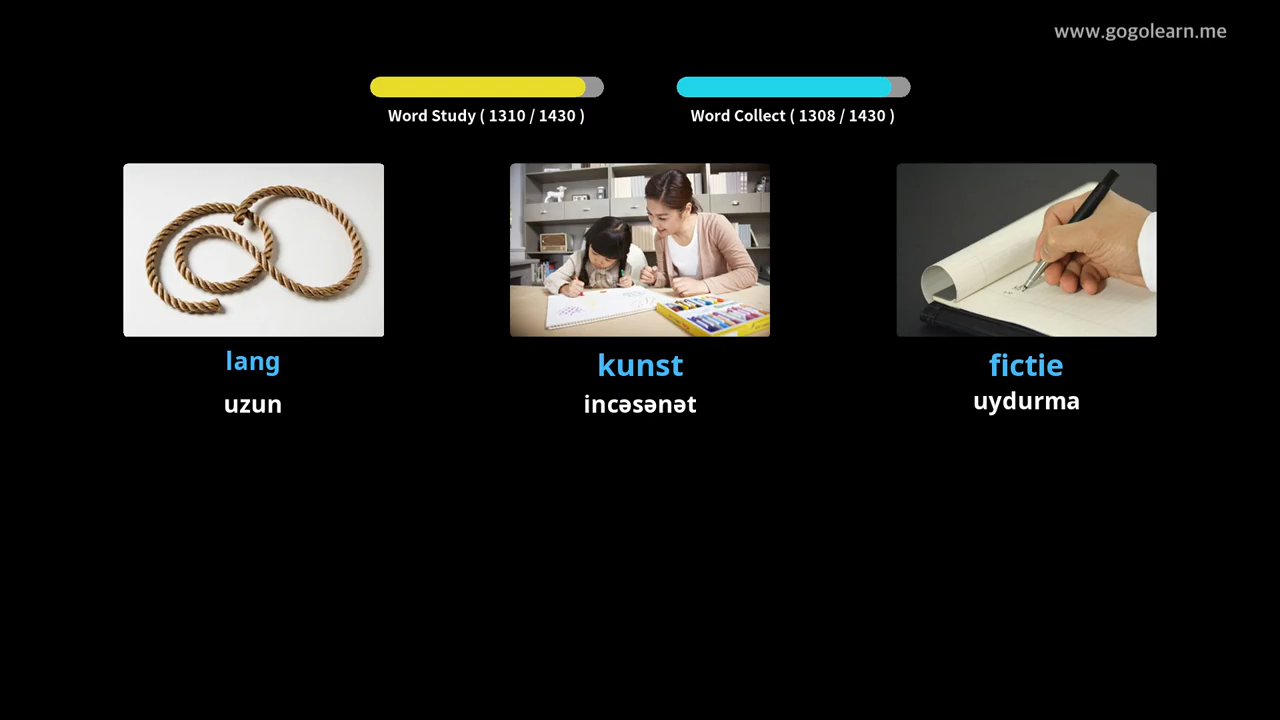 www.gogolearn.me
Word Study ( 1310 / 1430 )
Word Collect ( 1308 / 1430 )
lang
uzun
kunst
incəsənət
fictie
uydurma